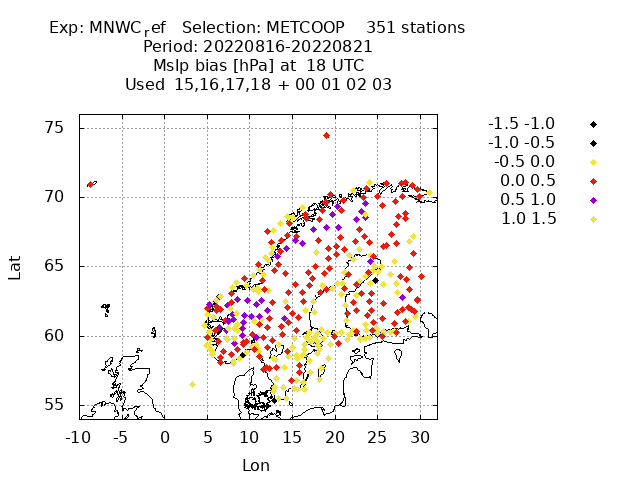 Exp: MNWCref Selection: METCOOP 351 stations
Period: 20220816-20220821
Mslp bias [hPa] at 18 UTC
Used 15,16,17,18 + 00 01 02 03
-1.5 -1.0
-1.0 -0.5
-0.5 0.0
0.0 0.5
0.5 1.0
1.0 1.5
75
70
65
60
55
Lat
-10 -5 0 5 10 15 20 25 30
Lon